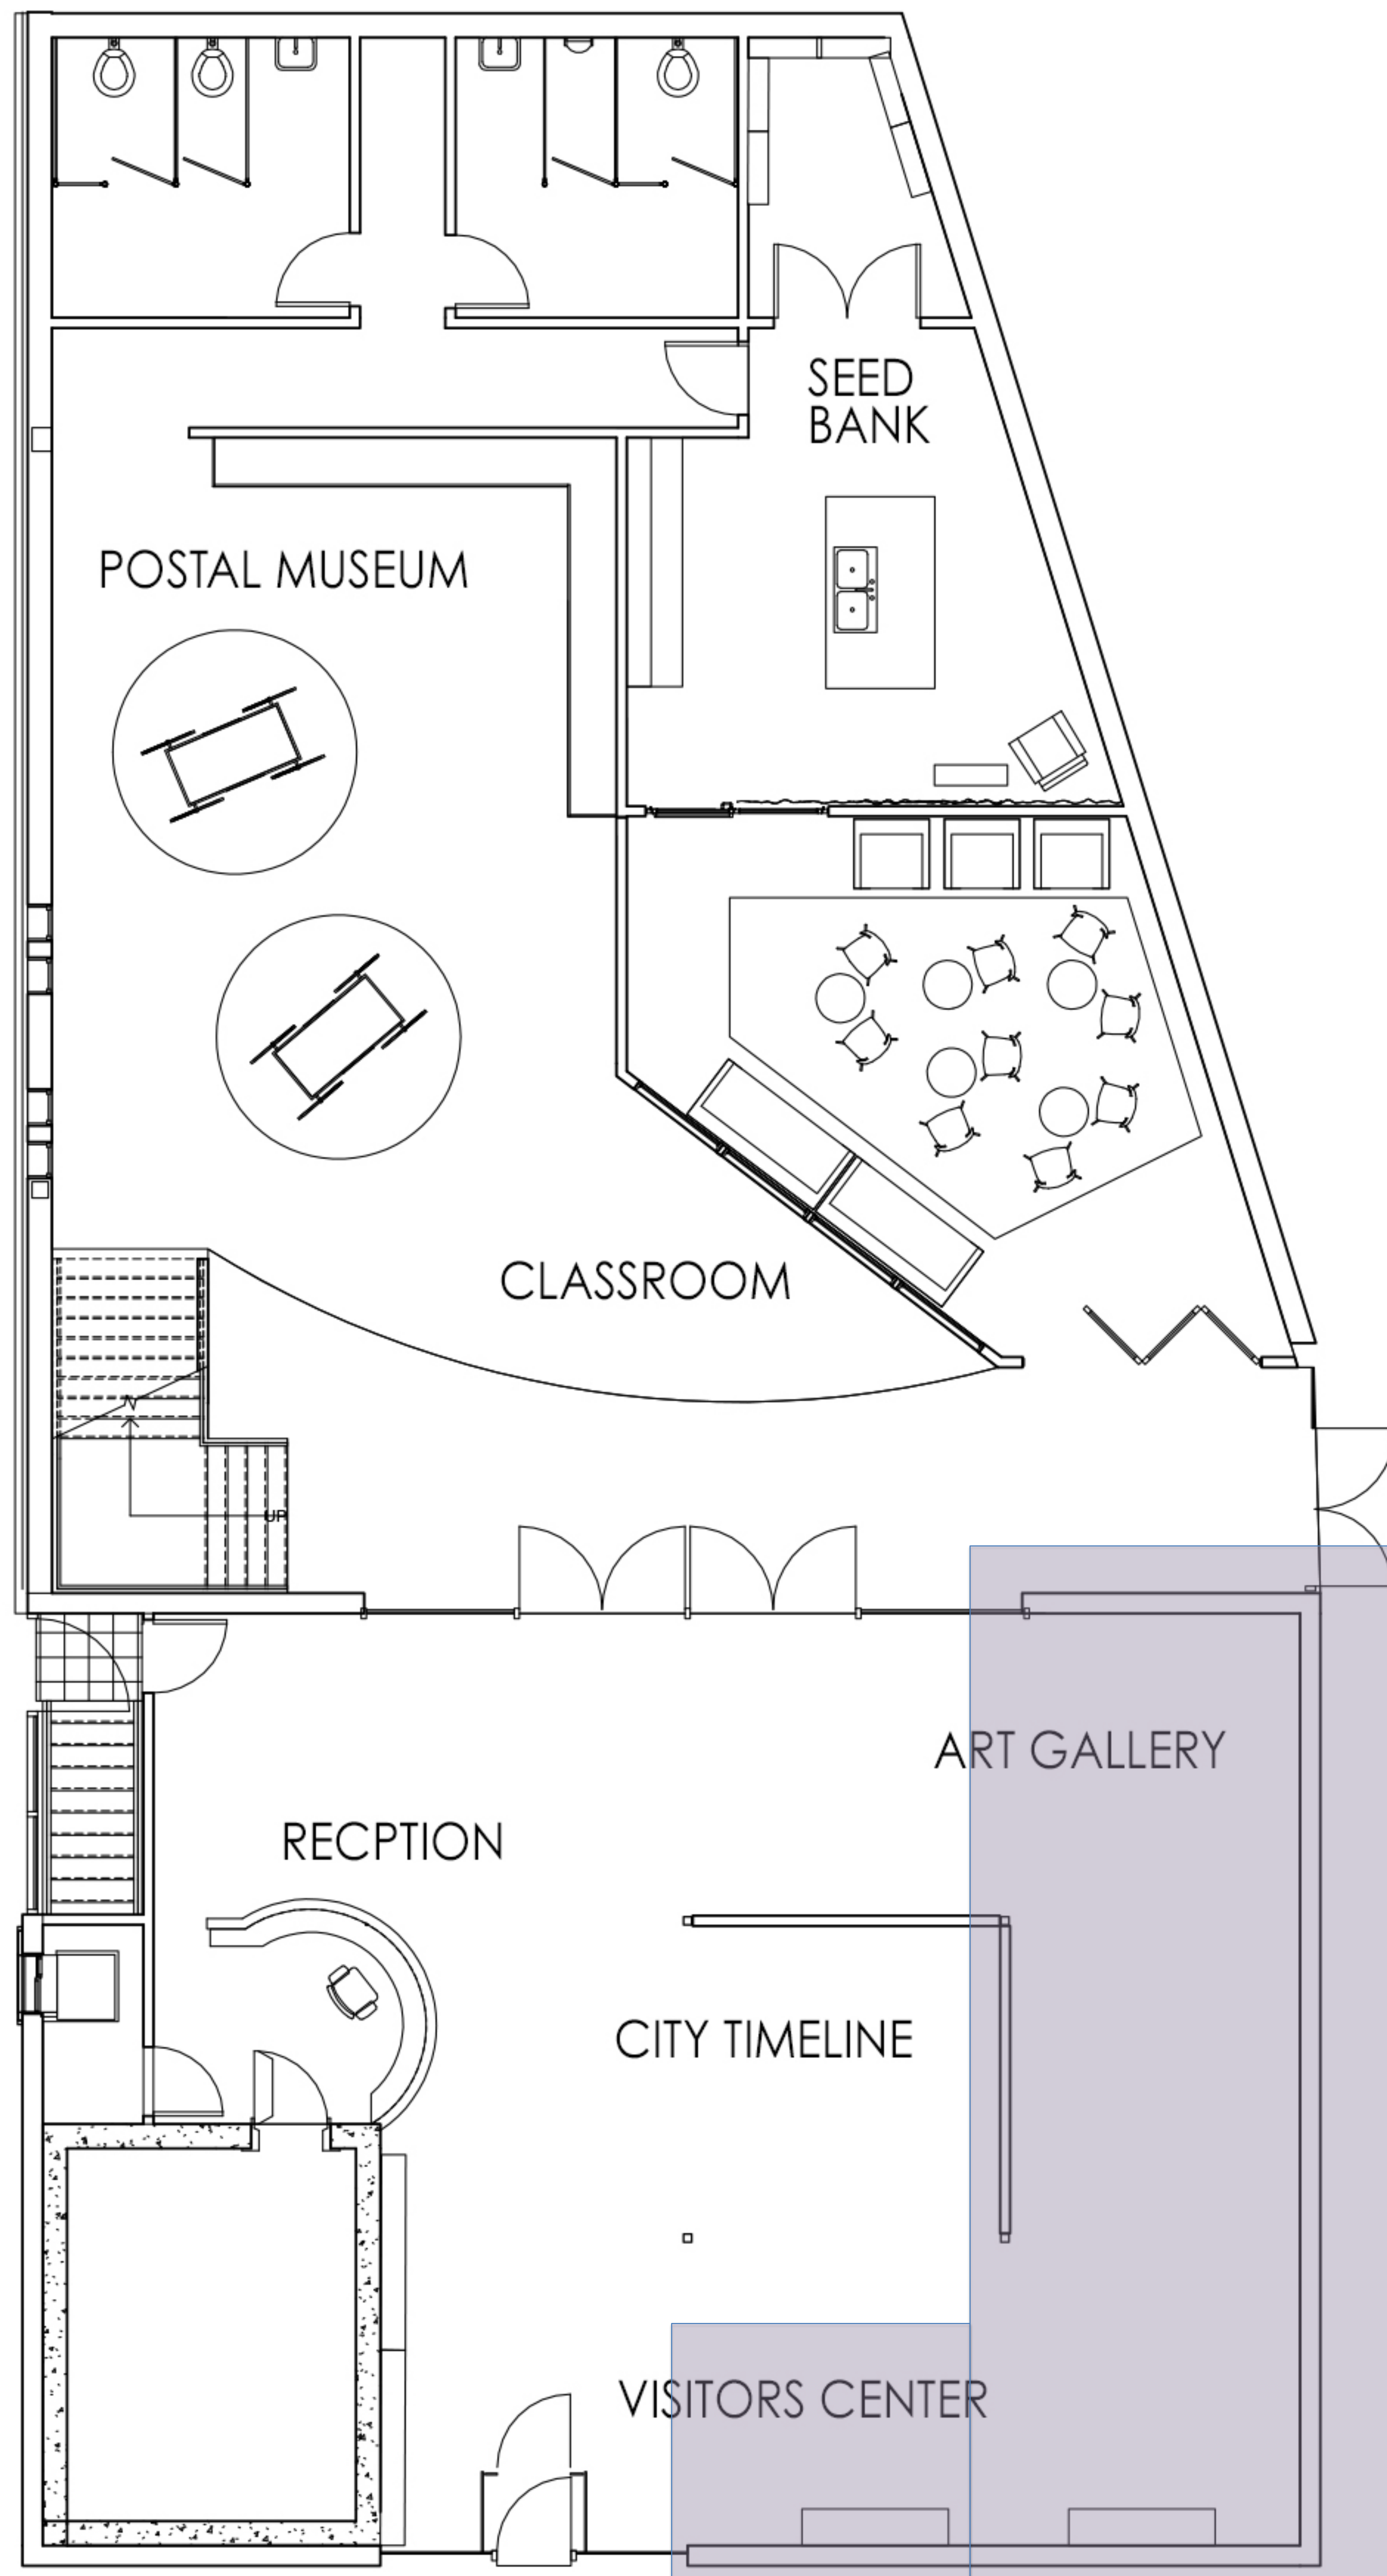 SEED
BANK
POSTAL MUSEUM
CLASSROOM
UP
ART GALLERY
RECPTION
CITY TIMELINE
VISITORS CENTER